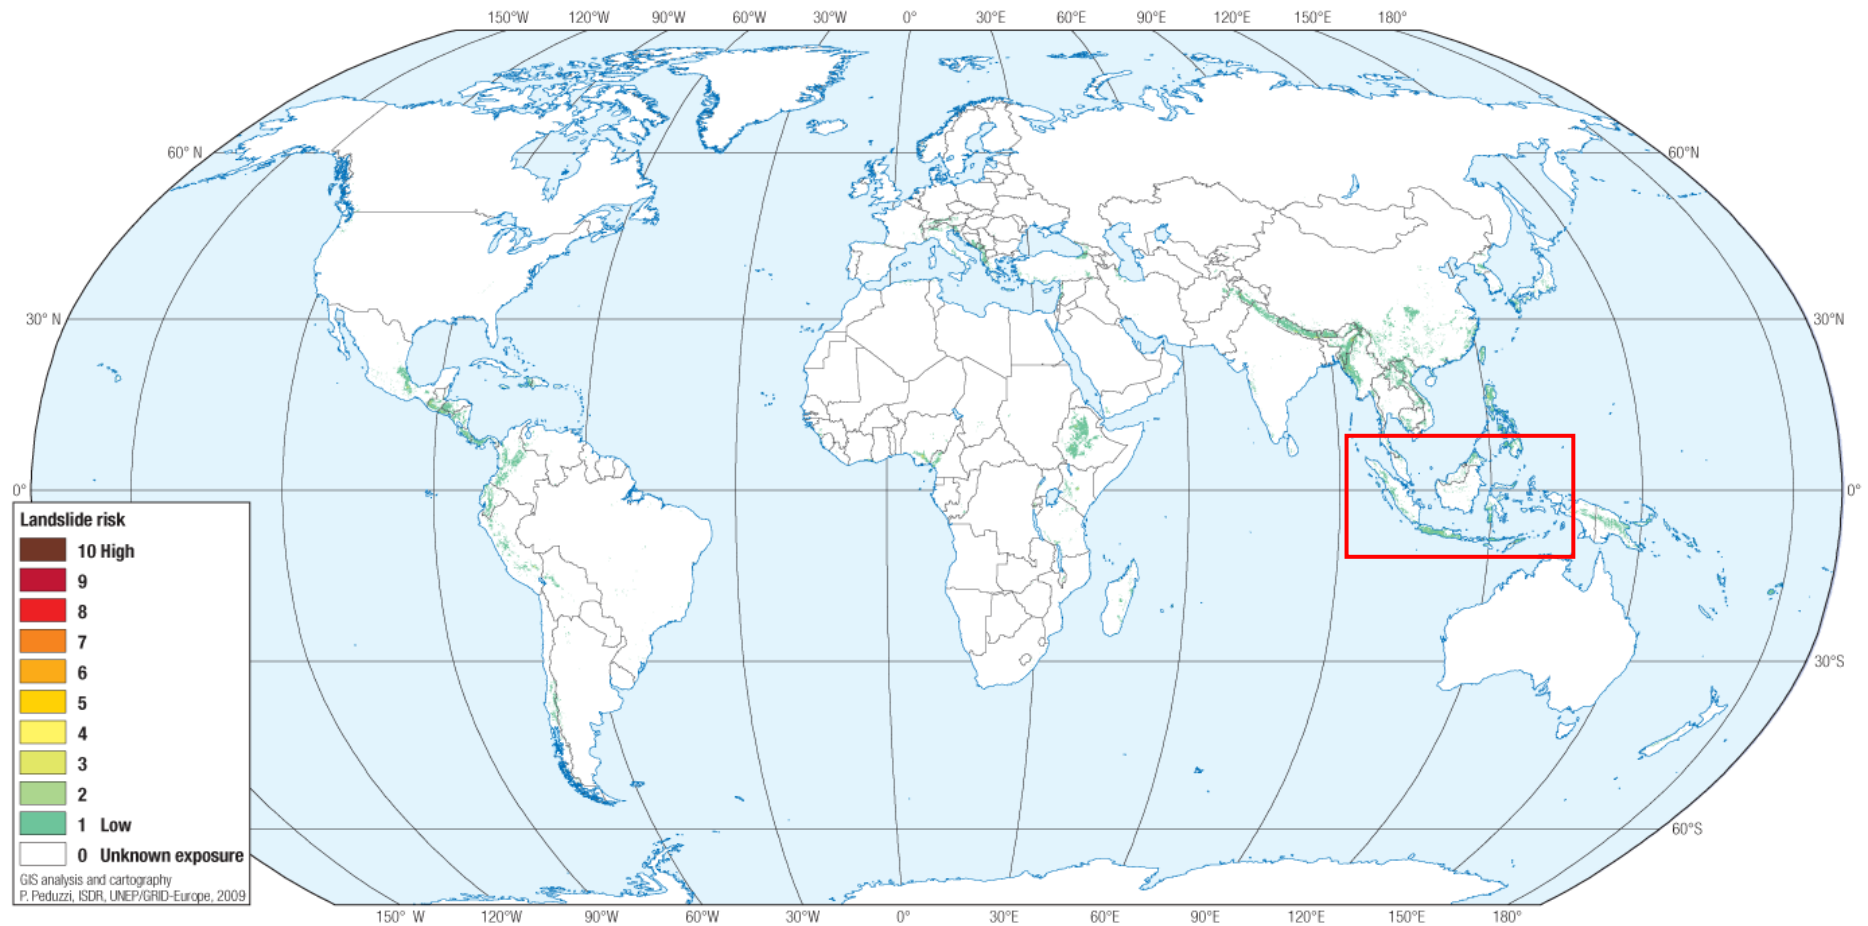 150°W 120°W 90°W 60°W 30°W 0° 30°E 60°E 90°E 120°E 150°E 180°
60° N 60°N
30° N 30°N
0° 0°
Landslide risk
10 High
9
8
7
6
5
4
3
2
1 Low
0 Unknown exposure
GIS analysis and cartography
P. Peduzzi, ISDR, UNEP/GRID-Europe, 2009
30°S
60°S
150° W 120°W 90°W 60°W 30°W 0° 30°E 60°E 90°E 120°E 150°E 180°